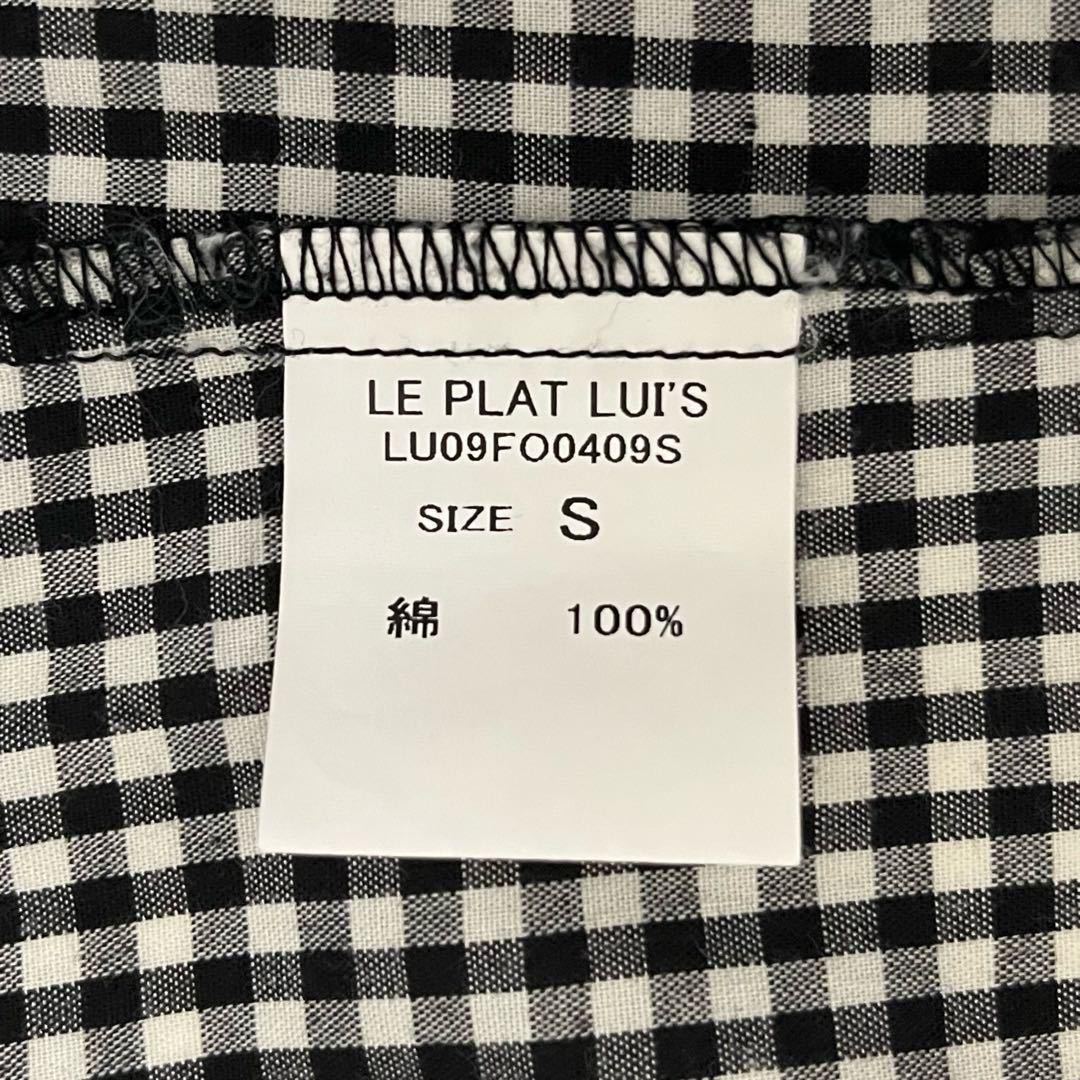 LE PLAT LUI'S
LU09FO0409S
SIZE S
綿 100%